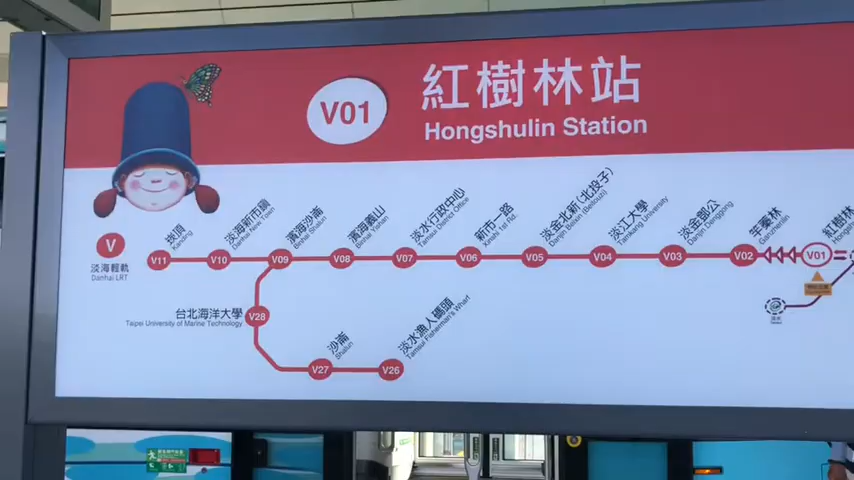 V01
紅樹林站
Hongshulin Station
V
淡海輕軌
Danhai LRT
崁頂
Kanding
V11
淡海新市鎮
Danhai New Town
V10
濱海沙崙
Binhai Shalun
V09
濱海義山
Binhai Yishan
V08
淡水行政中心
Tamsui District Office
V07
新市一路
Xinshi 1st Rd.
V06
淡金北新(北投子)
Danjin Beixin (Beitouzi)
V05
淡江大學
Tamkang University
V04
淡金鄧公
Danjin Denggong
V03
竿蓁林
Ganzhenlin
V02
紅樹林
V01
台北海洋大學
Taipei University of Marine Technology
V28
沙崙
Shalun
V27
淡水漁人碼頭
Tamsui Fisherman's Wharf
V26
淡水